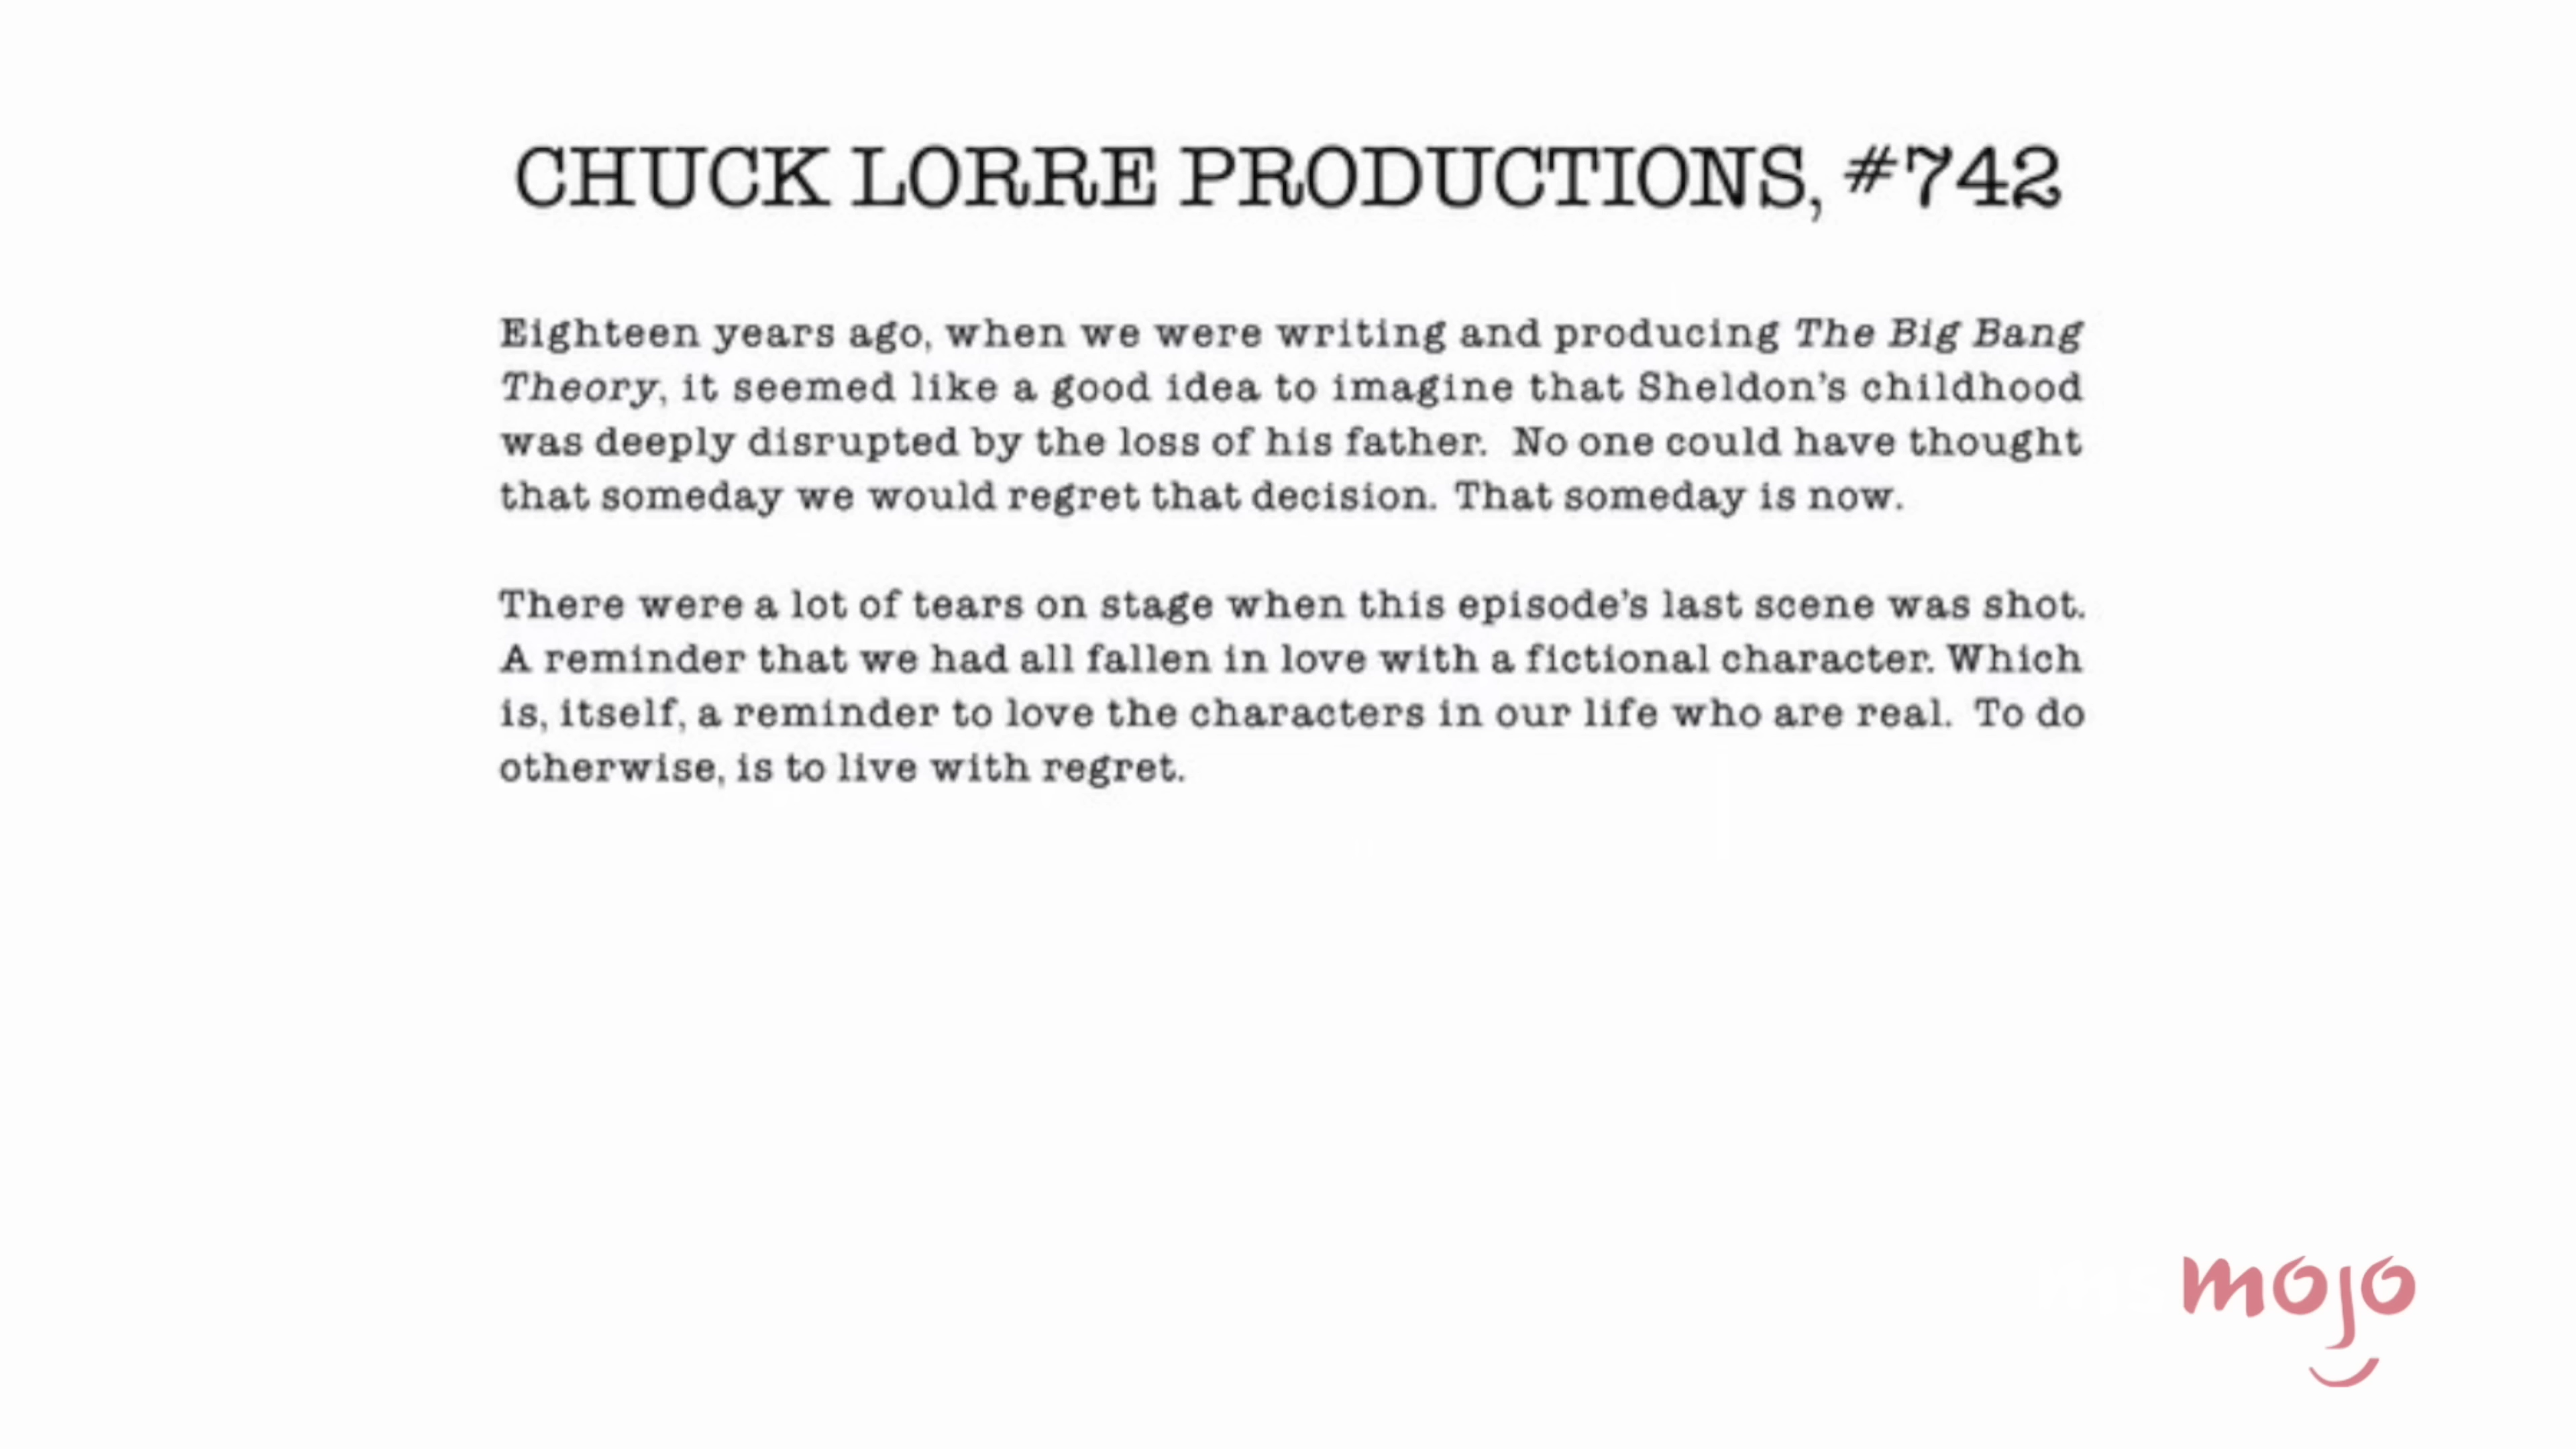 CHUCK LORRE PRODUCTIONS, #742
Eighteen years ago, when we were writing and producing The Big Bang
Theory, it seemed like a good idea to imagine that Sheldon's childhood
was deeply disrupted by the loss of his father.  No one could have thought
that someday we would regret that decision. That someday is now.
There were a lot of tears on stage when this episode's last scene was shot.
A reminder that we had all fallen in love with a fictional character. Which
is, itself, a reminder to love the characters in our life who are real.  To do
otherwise, is to live with regret.
mojo